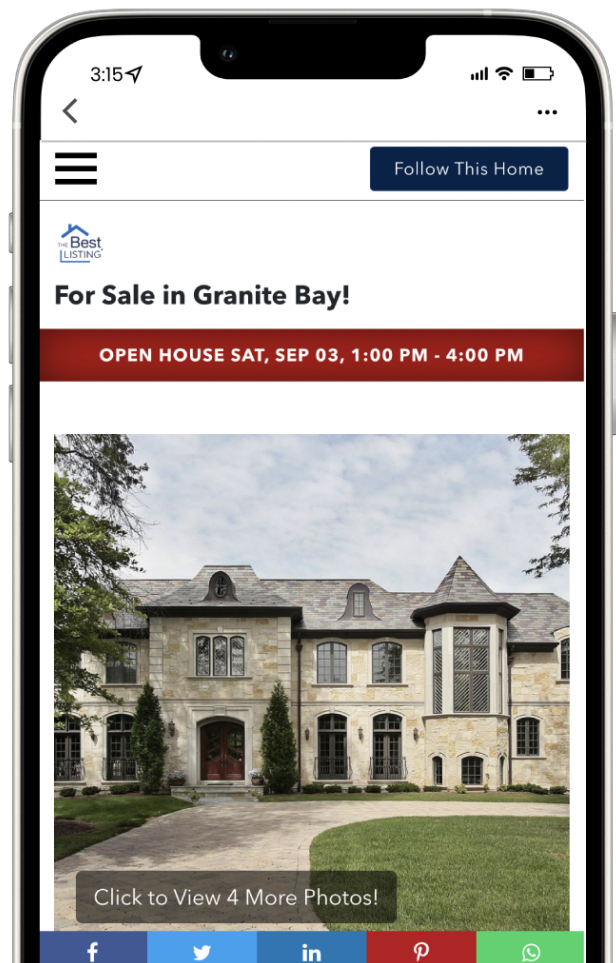 3:15
Follow This Home
THE Best
LISTING
For Sale in Granite Bay!
OPEN HOUSE SAT, SEP 03, 1:00 PM - 4:00 PM
Click to View 4 More Photos!
f
in